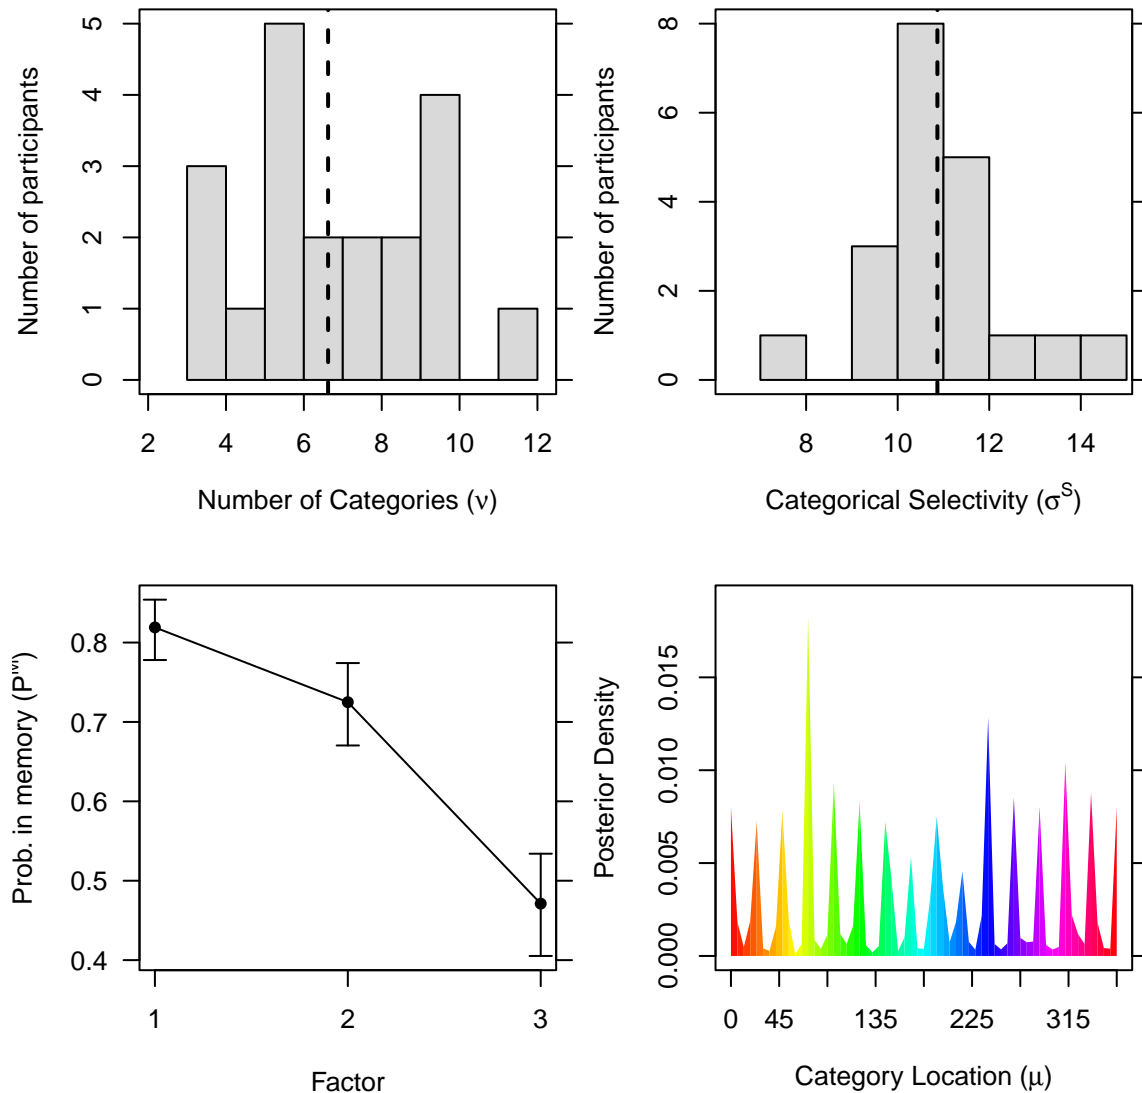 Number of participants
5
4
3
2
1
0
2 4 6 8 10 12
Number of Categories (ν)
Number of participants
8
6
4
2
0
8 10 12 14
Categorical Selectivity (σ^S)
Prob. in memory (P
0.8
0.7
0.6
0.5
0.4
1 2 3
Factor
Posterior Density
0.015
0.010
0.005
0.000
0 45 135 225 315
Category Location (μ)